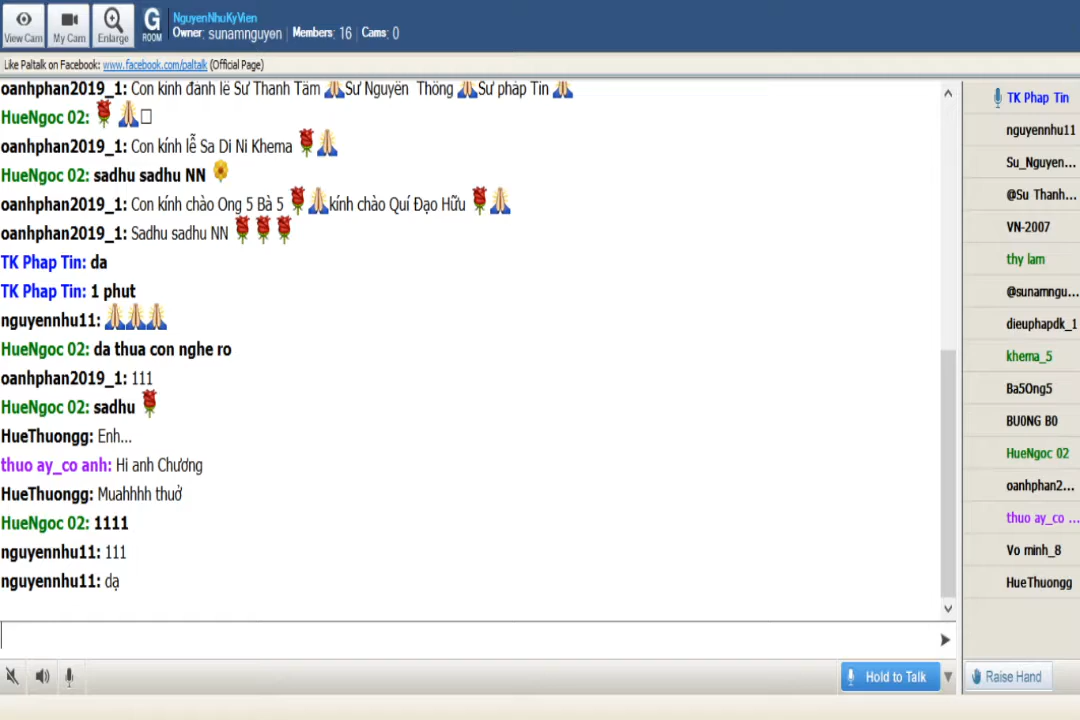 NguyenNhuKyVien
View Cam My Cam Enlarge G ROOM Owner: sunamnguyen Members: 16 Cams: 0
Like Paltalk on Facebook: www.facebook.com/paltalk (Official Page)
oanhphan2019_1: Con kinh đảnh lễ Sư Thanh Tâm 🙏Sư Nguyên Thông 🙏Sư pháp Tin 🙏
HueNgoc 02: 🌹 🙏□
oanhphan2019_1: Con kính lễ Sa Di Ni Khema 🌹🙏
HueNgoc 02: sadhu sadhu NN 🌼
oanhphan2019_1: Con kính chào Ong 5 Bà 5 🌹🙏kính chào Quí Đạo Hữu 🌹🙏
oanhphan2019_1: Sadhu sadhu NN 🌹🌹🌹
TK Phap Tin: da
TK Phap Tin: 1 phut
nguyennhu11: 🙏🙏🙏
HueNgoc 02: da thua con nghe ro
oanhphan2019_1: 111
HueNgoc 02: sadhu 🌹
HueThuongg: Enh...
thuo ay_co anh: Hi anh Chương
HueThuongg: Muahhhh thuở
HueNgoc 02: 1111
nguyennhu11: 111
nguyennhu11: dạ
TK Phap Tin
nguyennhu11
Su_Nguyen...
@Su Thanh...
VN-2007
thy lam
@sunamngu...
dieuphapdk_1
khema_5
Ba5Ong5
BU0NG B0
HueNgoc 02
oanhphan2...
thuo ay_co ...
Vo minh_8
HueThuongg
Hold to Talk
Raise Hand